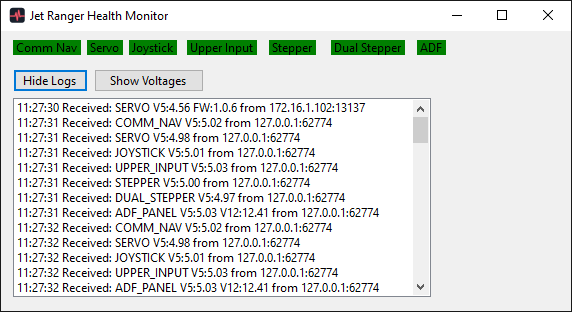 Jet Ranger Health Monitor
Comm Nav Servo Joystick Upper Input Stepper Dual Stepper ADF
Hide Logs Show Voltages
11:27:30 Received: SERVO V5:4.56 FW:1.0.6 from 172.16.1.102:13137
11:27:31 Received: COMM_NAV V5:5.02 from 127.0.0.1:62774
11:27:31 Received: SERVO V5:4.98 from 127.0.0.1:62774
11:27:31 Received: JOYSTICK V5:5.01 from 127.0.0.1:62774
11:27:31 Received: UPPER_INPUT V5:5.03 from 127.0.0.1:62774
11:27:31 Received: STEPPER V5:5.00 from 127.0.0.1:62774
11:27:31 Received: DUAL_STEPPER V5:4.97 from 127.0.0.1:62774
11:27:31 Received: ADF_PANEL V5:5.03 V12:12.41 from 127.0.0.1:62774
11:27:32 Received: COMM_NAV V5:5.02 from 127.0.0.1:62774
11:27:32 Received: SERVO V5:4.98 from 127.0.0.1:62774
11:27:32 Received: JOYSTICK V5:5.01 from 127.0.0.1:62774
11:27:32 Received: UPPER_INPUT V5:5.03 from 127.0.0.1:62774
11:27:32 Received: ADF_PANEL V5:5.03 V12:12.41 from 127.0.0.1:62774